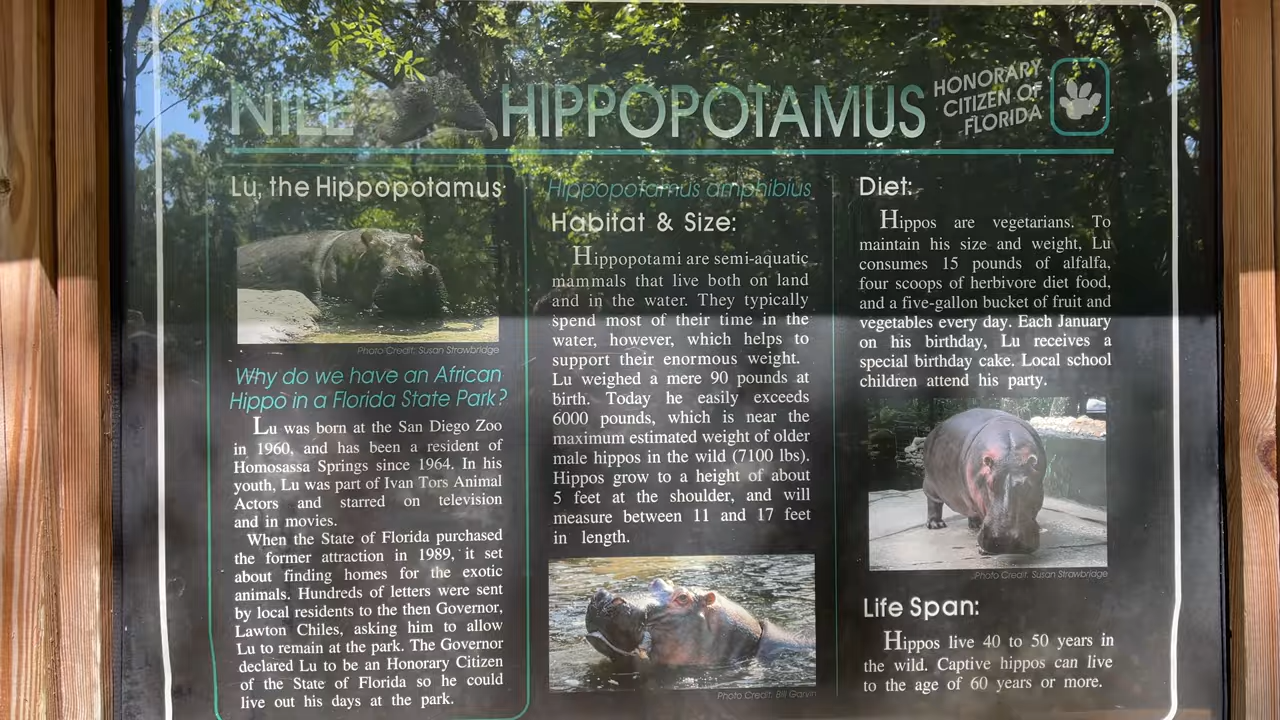 NILE HIPPOPOTAMUS
HONORARY
CITIZEN OF
FLORIDA
Lu, the Hippopotamus
Photo Credit: Susan Strawbridge
Why do we have an African
Hippo in a Florida State Park?
Lu was born at the San Diego Zoo
in 1960, and has been a resident of
Homosassa Springs since 1964. In his
youth, Lu was part of Ivan Tors Animal
Actors and starred on television
and in movies.
When the State of Florida purchased
the former attraction in 1989, it set
about finding homes for the exotic
animals. Hundreds of letters were sent
by local residents to the then Governor,
Lawton Chiles, asking him to allow
Lu to remain at the park. The Governor
declared Lu to be an Honorary Citizen
of the State of Florida so he could
live out his days at the park.
Hippopotamus amphibius
Habitat & Size:
Hippopotami are semi-aquatic
mammals that live both on land
and in the water. They typically
spend most of their time in the
water, however, which helps to
support their enormous weight.
Lu weighed a mere 90 pounds at
birth. Today he easily exceeds
6000 pounds, which is near the
maximum estimated weight of older
male hippos in the wild (7100 lbs).
Hippos grow to a height of about
5 feet at the shoulder, and will
measure between 11 and 17 feet
in length.
Photo Credit: Bill Garvin
Diet:
Hippos are vegetarians. To
maintain his size and weight, Lu
consumes 15 pounds of alfalfa,
four scoops of herbivore diet food,
and a five-gallon bucket of fruit and
vegetables every day. Each January
on his birthday, Lu receives a
special birthday cake. Local school
children attend his party.
Photo Credit: Susan Strawbridge
Life Span:
Hippos live 40 to 50 years in
the wild. Captive hippos can live
to the age of 60 years or more.